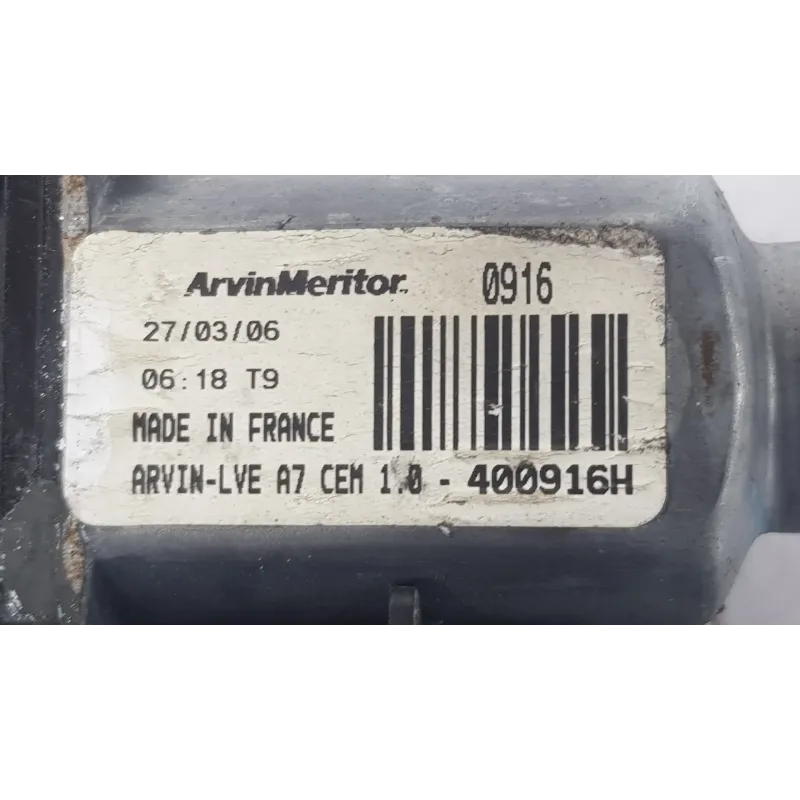 ArvinMeritor. 0916
27/03/06
06:18 T9
MADE IN FRANCE
ARVIN-LVE A7 CEM 1.0 - 400916H